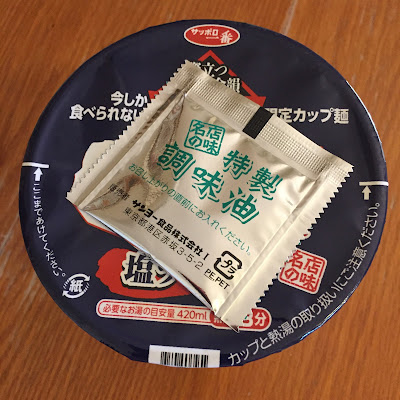 サッポロ
一番
今しか
食べられない
限定カップ麺
名店
の味
特製
調味油
お召しあがりの直前にお入れください。
サンヨー食品株式会社
東京都港区赤坂3-5-2
PE,PET
プラ
ここまであけてください。
塩
紙
名店
の味
必要なお湯の目安量 420ml
分
カップと熱湯の取り扱いにご注意ください。